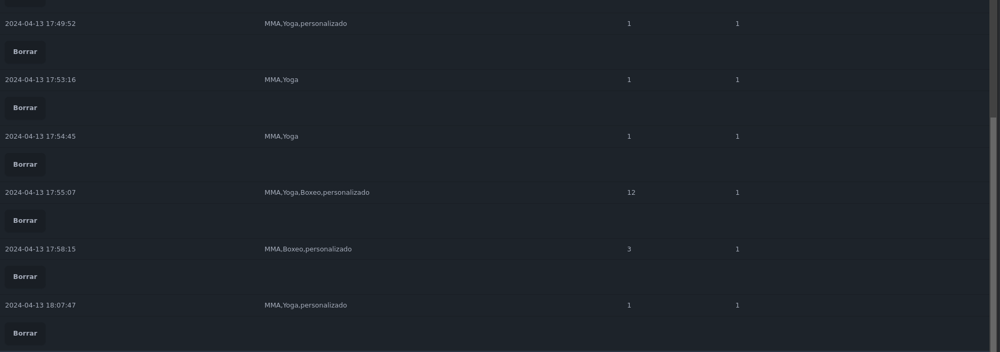 2024-04-13 17:49:52 MMA,Yoga,personalizado 1 1
Borrar
2024-04-13 17:53:16 MMA,Yoga 1 1
Borrar
2024-04-13 17:54:45 MMA,Yoga 1 1
Borrar
2024-04-13 17:55:07 MMA,Yoga,Boxeo,personalizado 12 1
Borrar
2024-04-13 17:58:15 MMA,Boxeo,personalizado 3 1
Borrar
2024-04-13 18:07:47 MMA,Yoga,personalizado 1 1
Borrar